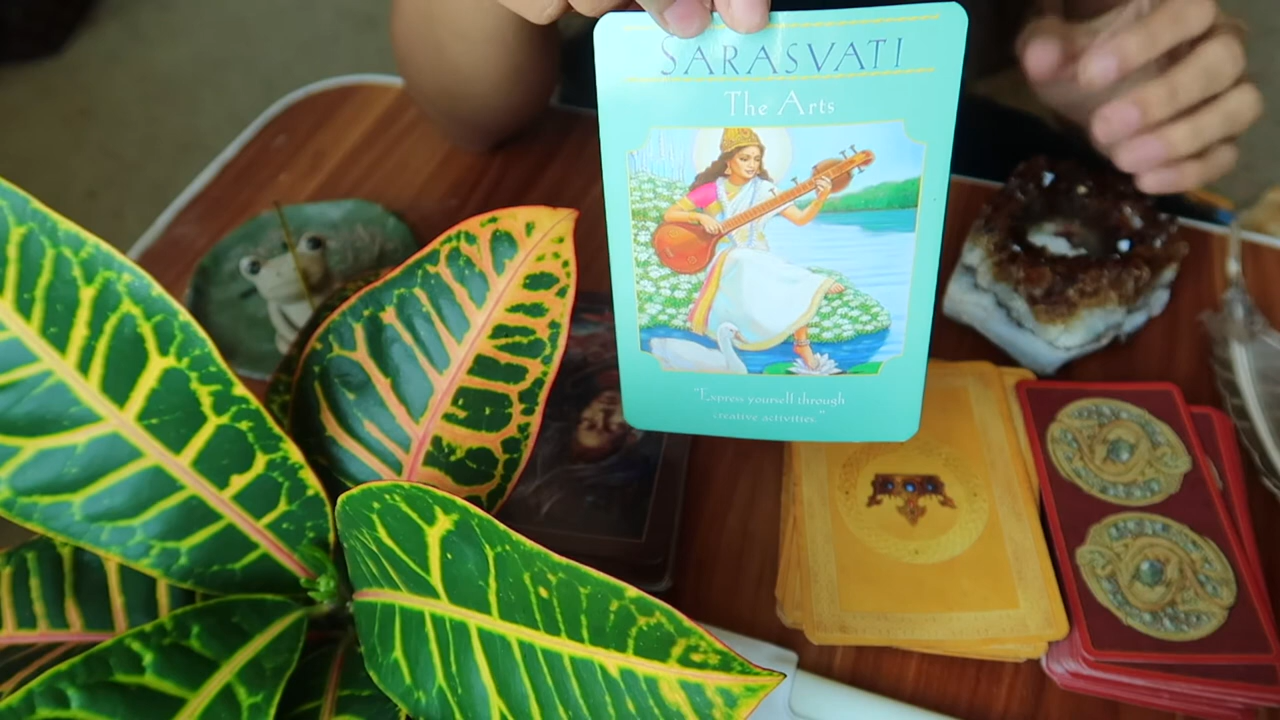 SARASVATI
The Arts
"Express yourself through
creative activities."